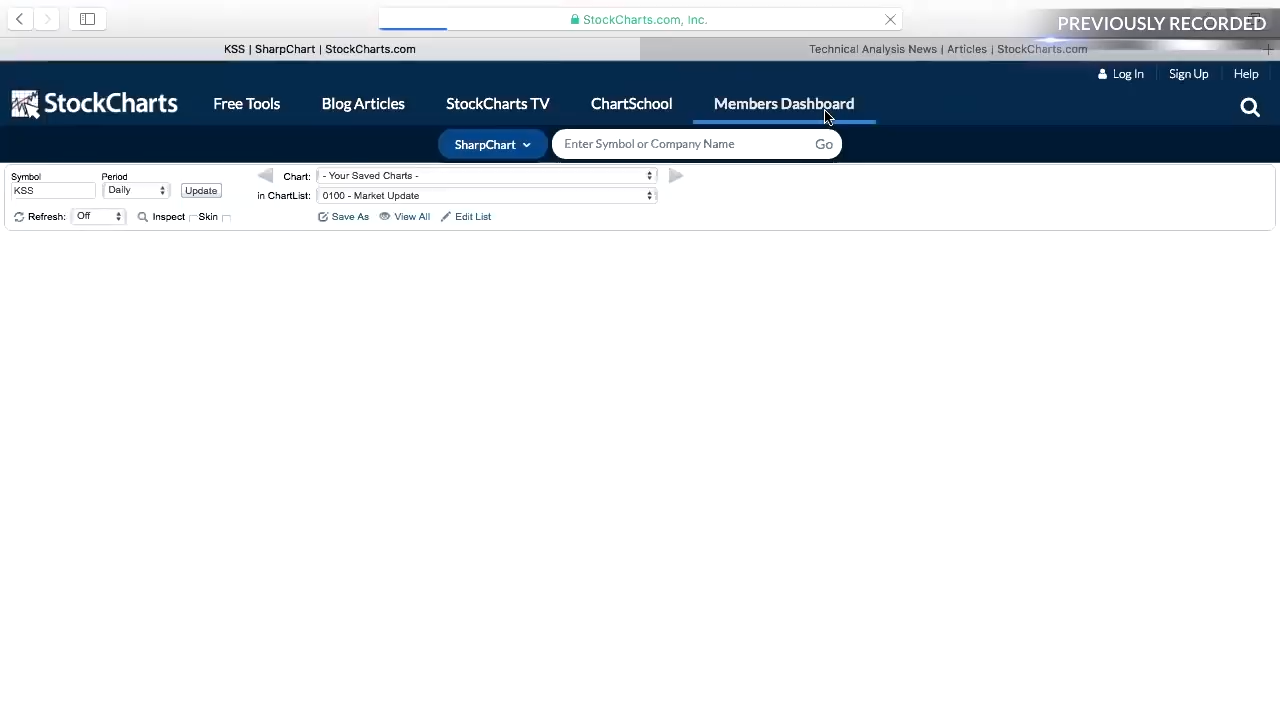 StockCharts.com, Inc.
PREVIOUSLY RECORDED
KSS | SharpChart | StockCharts.com
Technical Analysis News | Articles | StockCharts.com
Log In
Sign Up
Help
StockCharts
Free Tools
Blog Articles
StockCharts TV
ChartSchool
Members Dashboard
SharpChart
Enter Symbol or Company Name
Go
Symbol
Period
Chart:
- Your Saved Charts -
KSS
Daily
Update
in ChartList:
0100 - Market Update
Refresh:
Off
Inspect
Skin
Save As
View All
Edit List